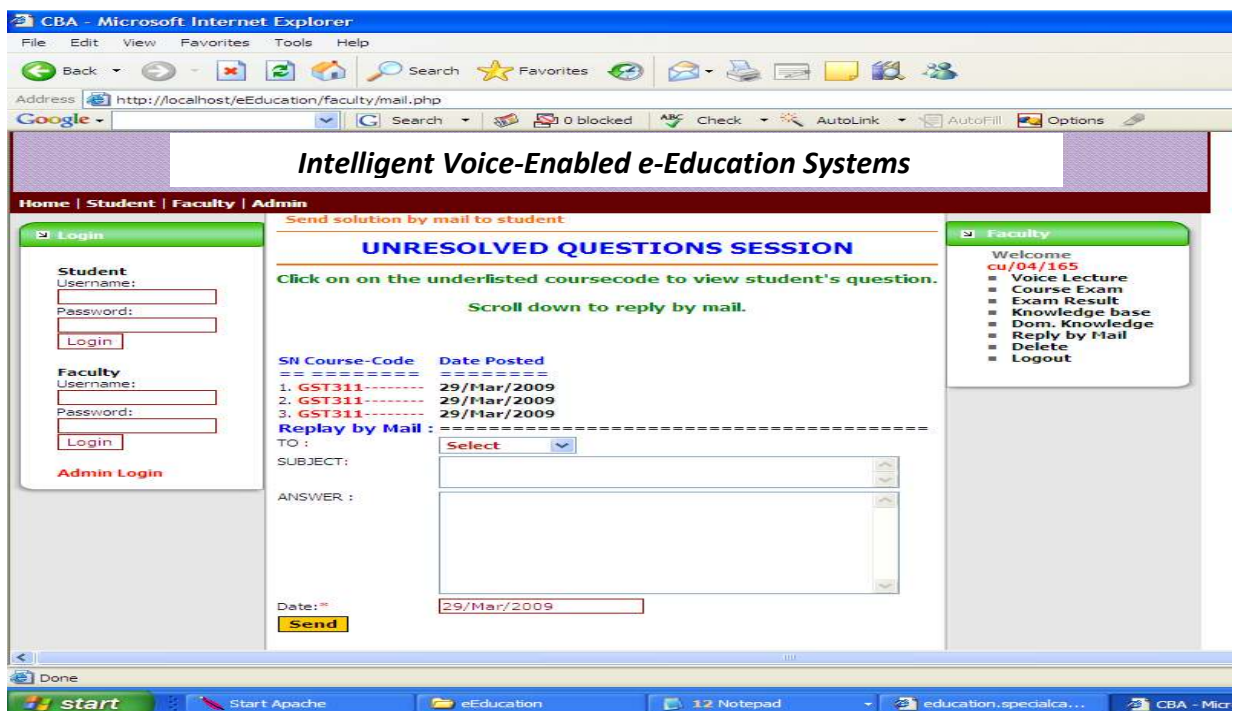 CBA - Microsoft Internet Explorer
File Edit View Favorites Tools Help
Back Search Favorites
Address http://localhost/eEducation/faculty/mail.php
Google Search 0 blocked ABC Check AutoLink AutoFill Options
Intelligent Voice-Enabled e-Education Systems
Home | Student | Faculty | Admin
Login
Student
Username:
Password:
Login
Faculty
Username:
Password:
Login
Admin Login
Send solution by mail to student
UNRESOLVED QUESTIONS SESSION
Click on on the underlisted coursecode to view student's question.
Scroll down to reply by mail.
SN Course-Code Date Posted
== ======== ========
1. GST311-------- 29/Mar/2009
2. GST311-------- 29/Mar/2009
3. GST311-------- 29/Mar/2009
Replay by Mail : ========================================
TO : Select
SUBJECT:
ANSWER :
Date:* 29/Mar/2009
Send
Faculty
Welcome
cu/04/165
Voice Lecture
Course Exam
Exam Result
Knowledge base
Dom. Knowledge
Reply by Mail
Delete
Logout
Done
start Start Apache eEducation 12 Notepad education.specialca... CBA - Micr